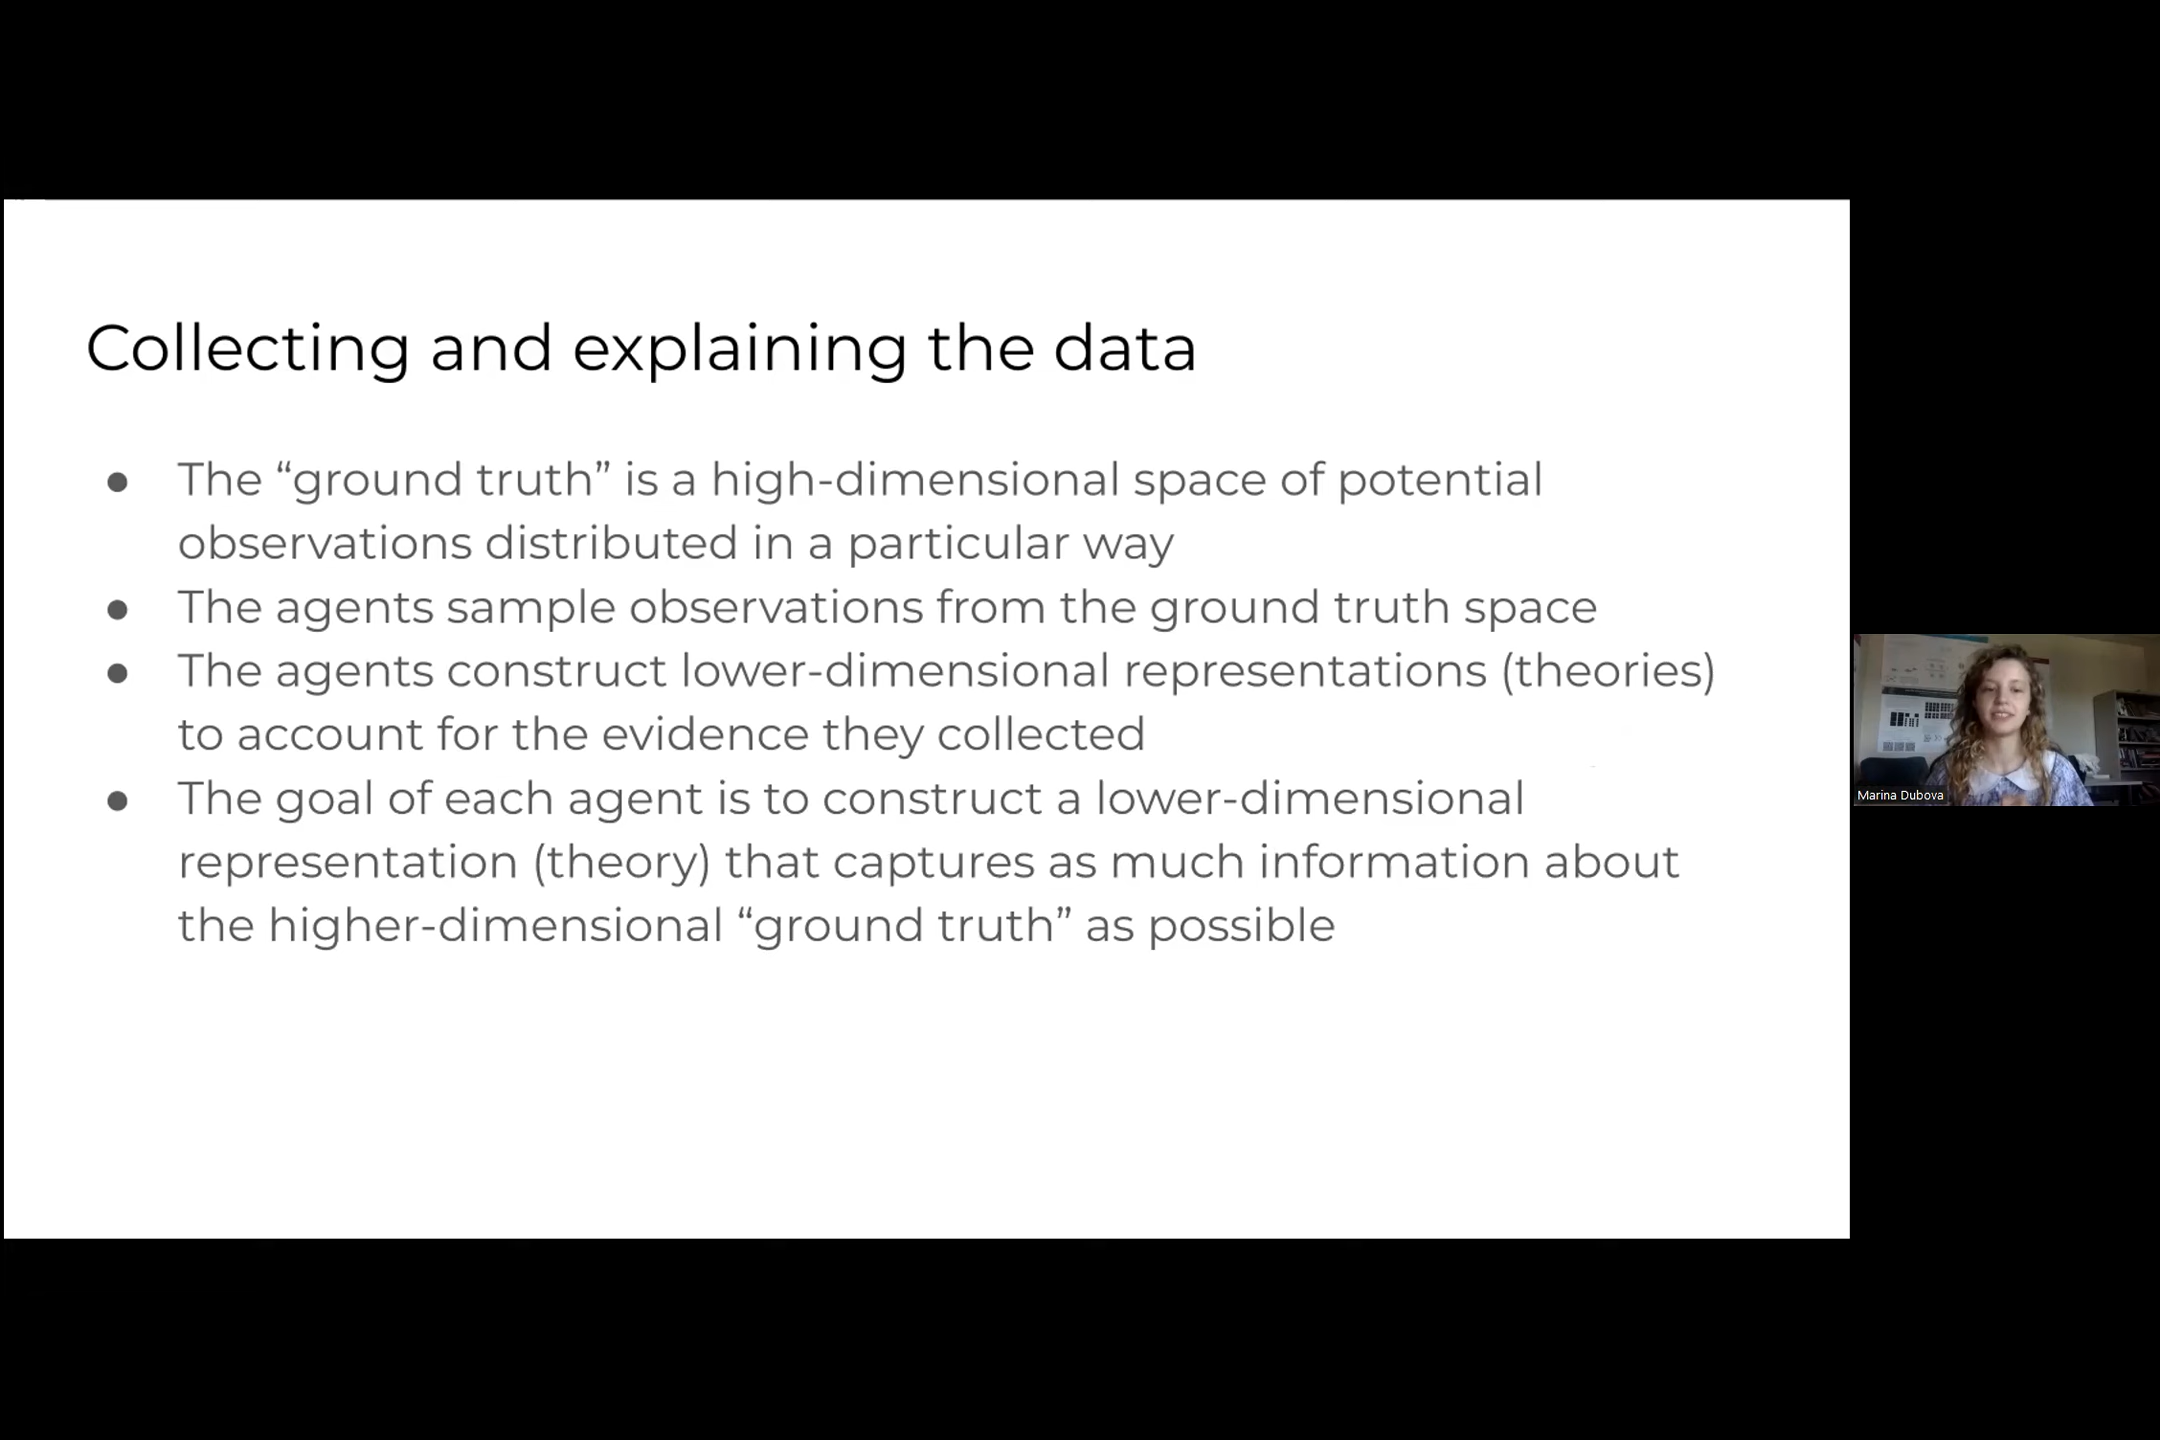 Collecting and explaining the data
● The “ground truth” is a high-dimensional space of potential
observations distributed in a particular way
● The agents sample observations from the ground truth space
● The agents construct lower-dimensional representations (theories)
to account for the evidence they collected
● The goal of each agent is to construct a lower-dimensional
representation (theory) that captures as much information about
the higher-dimensional “ground truth” as possible
Marina Dubova